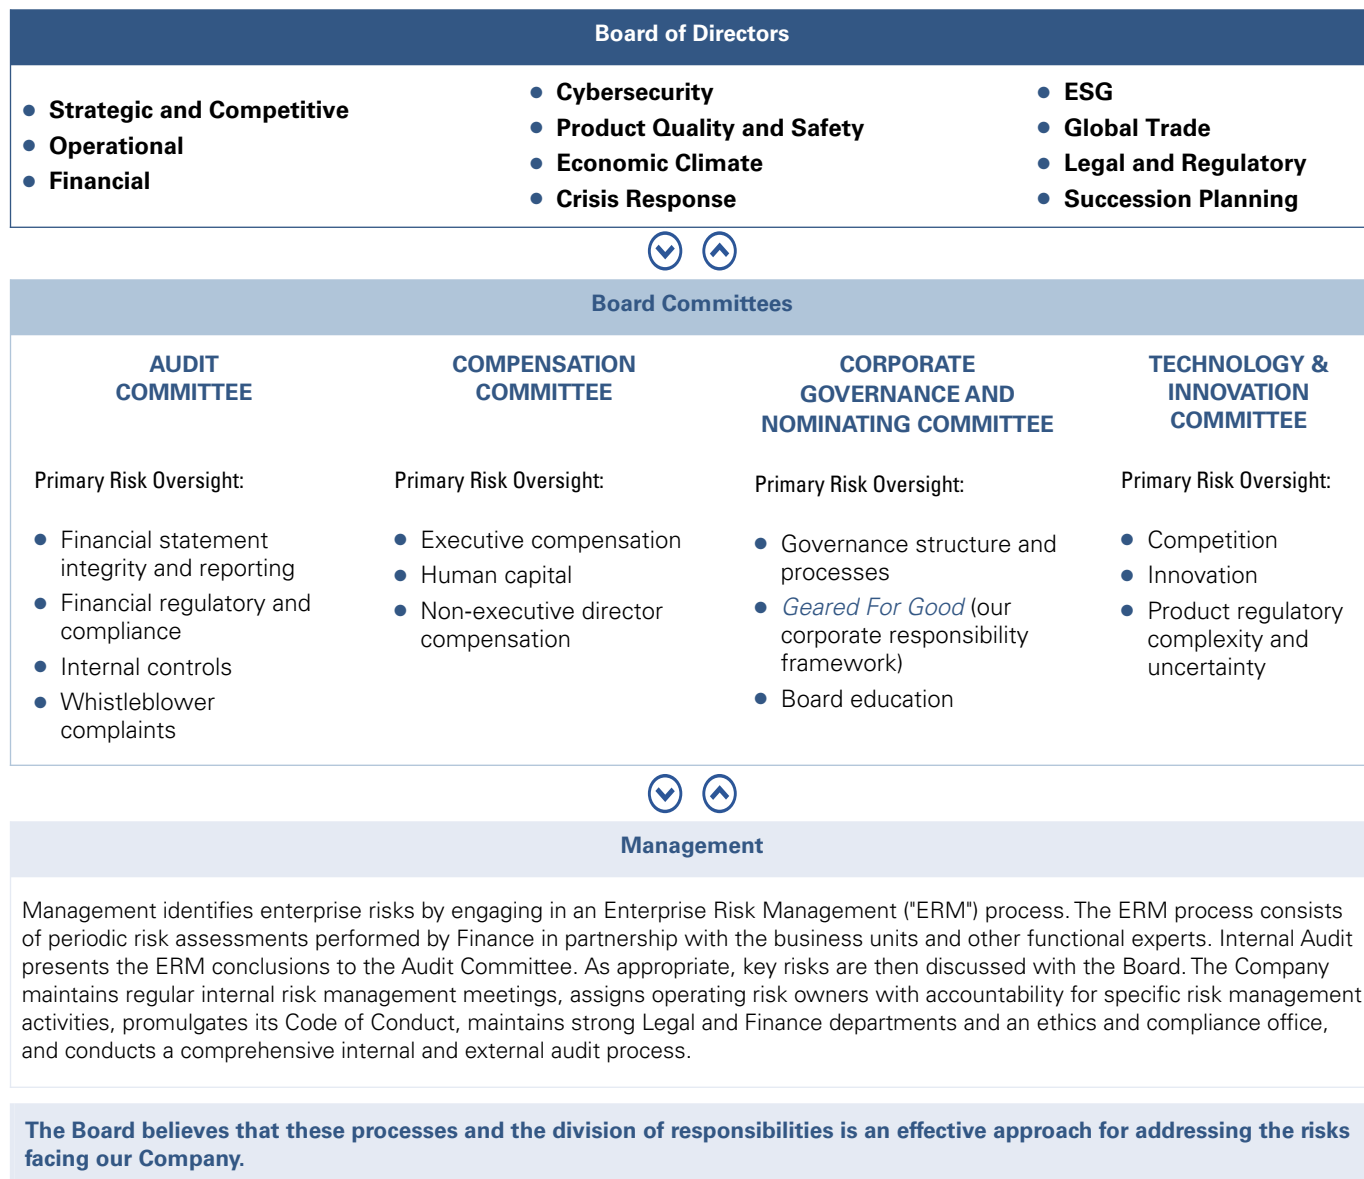 Board of Directors
Strategic and Competitive
Operational
Financial
Cybersecurity
Product Quality and Safety
Economic Climate
Crisis Response
ESG
Global Trade
Legal and Regulatory
Succession Planning
Board Committees
AUDIT
COMMITTEE
Primary Risk Oversight:
Financial statement
integrity and reporting
Financial regulatory and
compliance
Internal controls
Whistleblower
complaints
COMPENSATION
COMMITTEE
Primary Risk Oversight:
Executive compensation
Human capital
Non-executive director
compensation
CORPORATE
GOVERNANCE AND
NOMINATING COMMITTEE
Primary Risk Oversight:
Governance structure and
processes
Geared For Good (our
corporate responsibility
framework)
Board education
TECHNOLOGY &
INNOVATION
COMMITTEE
Primary Risk Oversight:
Competition
Innovation
Product regulatory
complexity and
uncertainty
Management
Management identifies enterprise risks by engaging in an Enterprise Risk Management ("ERM") process. The ERM process consists
of periodic risk assessments performed by Finance in partnership with the business units and other functional experts. Internal Audit
presents the ERM conclusions to the Audit Committee. As appropriate, key risks are then discussed with the Board. The Company
maintains regular internal risk management meetings, assigns operating risk owners with accountability for specific risk management
activities, promulgates its Code of Conduct, maintains strong Legal and Finance departments and an ethics and compliance office,
and conducts a comprehensive internal and external audit process.
The Board believes that these processes and the division of responsibilities is an effective approach for addressing the risks
facing our Company.